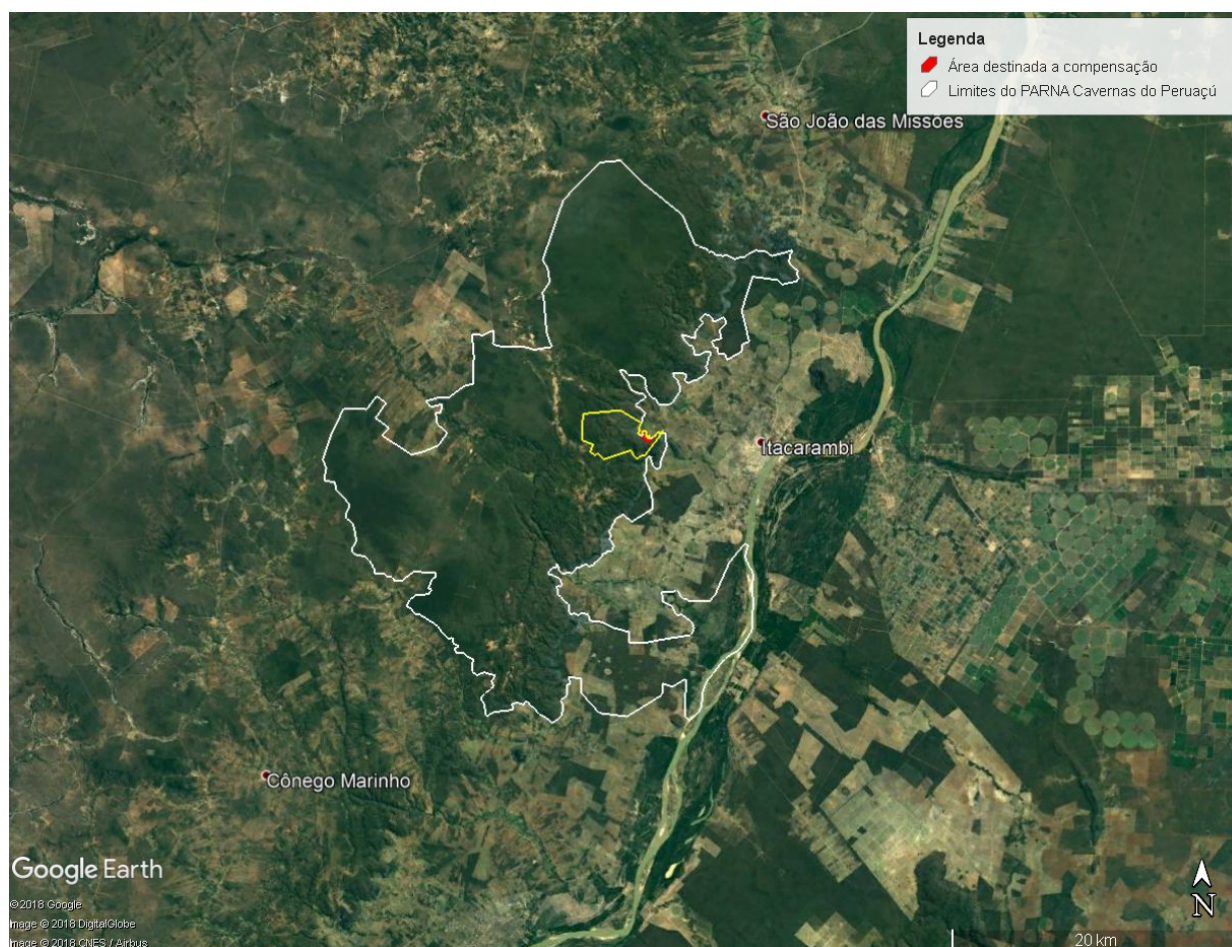 Legenda
Área destinada a compensação
Limites do PARNA Cavernas do Peruaçú
São João das Missões
Itacarambi
Cônego Marinho
Google Earth
©2018 Google
Image © 2018 DigitalGlobe
Image © 2018 CNES / Airbus
N
20 km